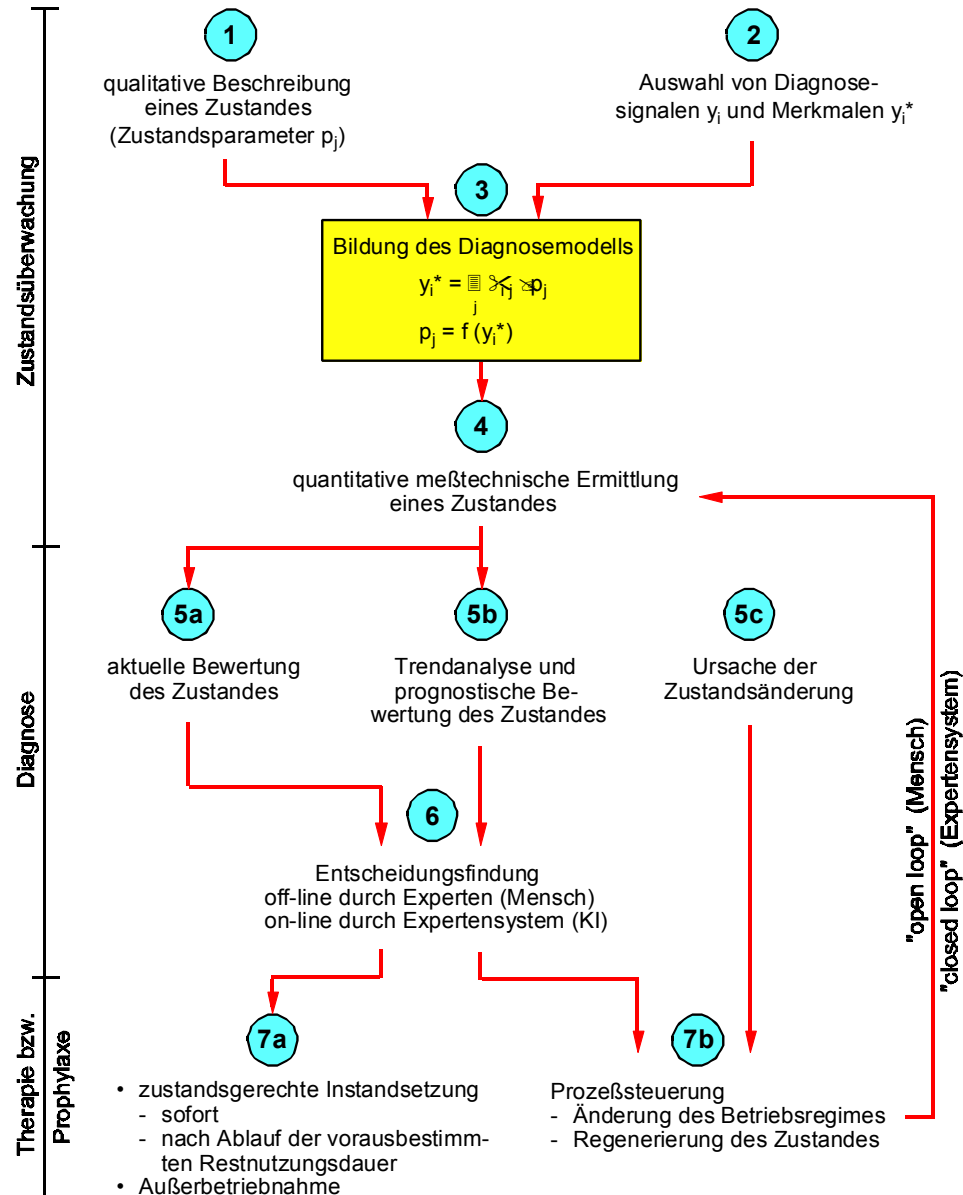 1
qualitative Beschreibung
eines Zustandes
(Zustandsparameter pj)
2
Auswahl von Diagnose-
signalen yi und Merkmalen yi*
3
Bildung des Diagnosemodells
yi* = ij pj
j
pj = f (yi*)
4
quantitative meßtechnische Ermittlung
eines Zustandes
5a
aktuelle Bewertung
des Zustandes
5b
Trendanalyse und
prognostische Be-
wertung des Zustandes
5c
Ursache der
Zustandsänderung
6
Entscheidungsfindung
off-line durch Experten (Mensch)
on-line durch Expertensystem (KI)
7a
• zustandsgerechte Instandsetzung
- sofort
- nach Ablauf der vorausbestimm-
ten Restnutzungsdauer
• Außerbetriebnahme
7b
Prozeßsteuerung
- Änderung des Betriebsregimes
- Regenerierung des Zustandes
Zustandsüberwachung
Diagnose
Therapie bzw.
Prophylaxe
"open loop" (Mensch)
"closed loop" (Expertensystem)